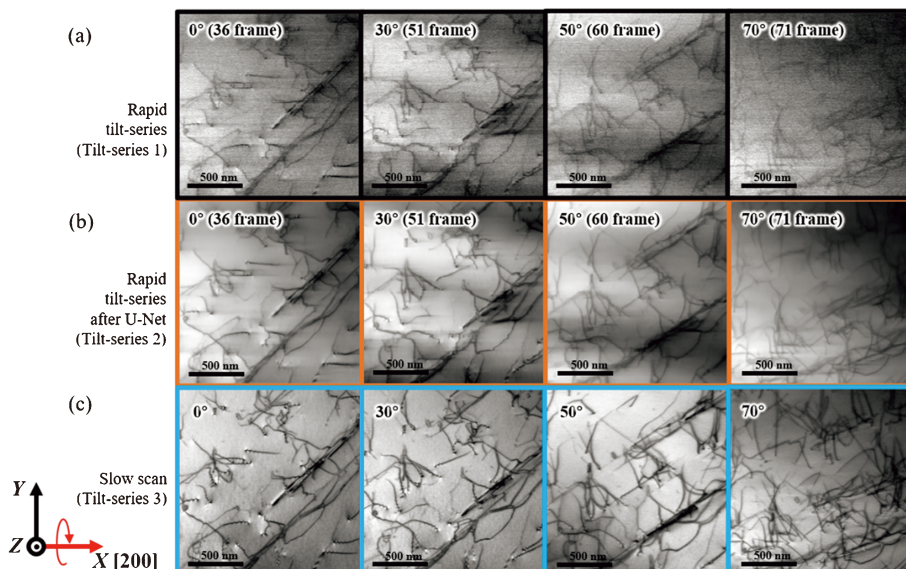 (a)
Rapid
tilt-series
(Tilt-series 1)
0° (36 frame)
30° (51 frame)
50° (60 frame)
70° (71 frame)
500 nm
500 nm
500 nm
500 nm
(b)
Rapid
tilt-series
after U-Net
(Tilt-series 2)
0° (36 frame)
30° (51 frame)
50° (60 frame)
70° (71 frame)
500 nm
500 nm
500 nm
500 nm
(c)
Slow scan
(Tilt-series 3)
0°
30°
50°
70°
500 nm
500 nm
500 nm
500 nm
Y
Z
X [200]